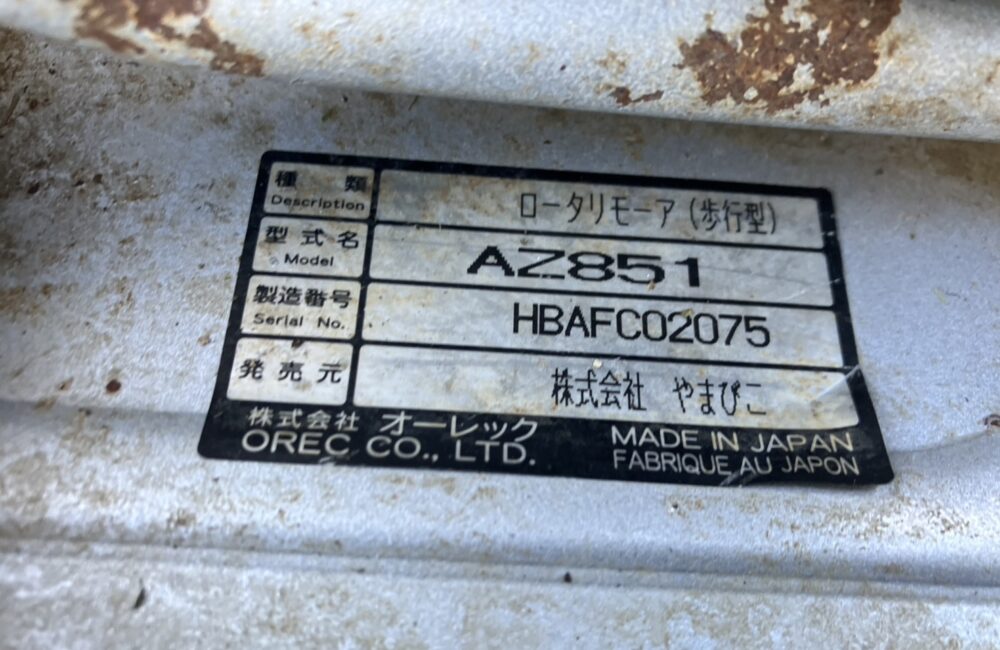 種類 ロータリモーア(歩行型)
Description
型式名 AZ851
Model
製造番号 HBAFC02075
Serial No.
発売元 株式会社 やまびこ
株式会社 オーレック
OREC CO., LTD.
MADE IN JAPAN
FABRIQUE AU JAPON